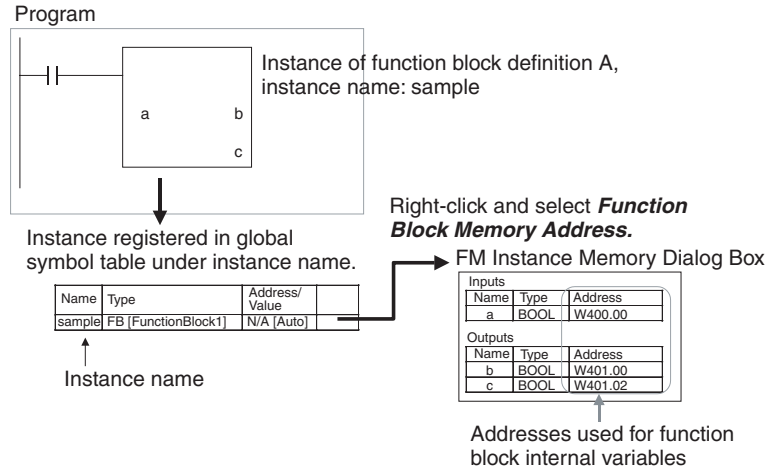 Program
Instance of function block definition A,
instance name: sample
a b
c
Instance registered in global
symbol table under instance name.
Name Type Address/
Value
sample FB [FunctionBlock1] N/A [Auto]
Instance name
Right-click and select Function
Block Memory Address.
FM Instance Memory Dialog Box
Inputs
Name Type Address
a BOOL W400.00
Outputs
Name Type Address
b BOOL W401.00
c BOOL W401.02
Addresses used for function
block internal variables